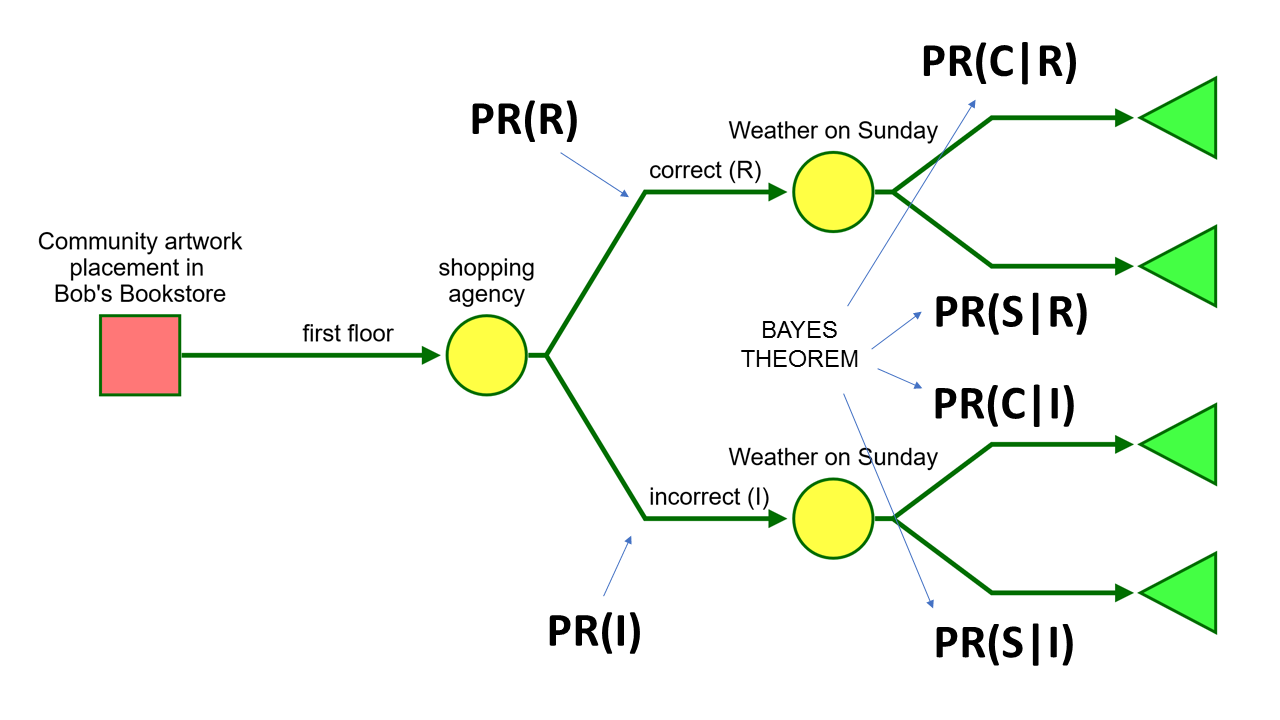 PR(C|R)
PR(R)
Weather on Sunday
correct (R)
Community artwork
placement in
Bob's Bookstore
shopping
agency
first floor
PR(S|R)
BAYES
THEOREM
PR(C|I)
Weather on Sunday
incorrect (I)
PR(I)
PR(S|I)